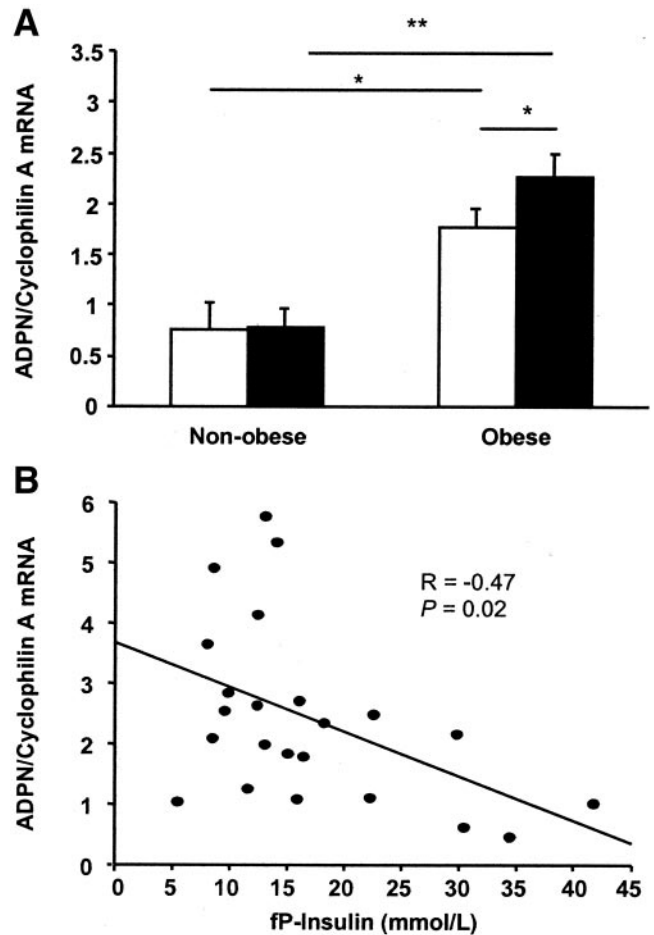 A
**
*
*
ADPN/Cyclophilin A mRNA
3.5
3
2.5
2
1.5
1
0.5
0
Non-obese
Obese
B
ADPN/Cyclophilin A mRNA
6
5
4
3
2
1
0
R = -0.47
P = 0.02
0 5 10 15 20 25 30 35 40 45
fP-Insulin (mmol/L)